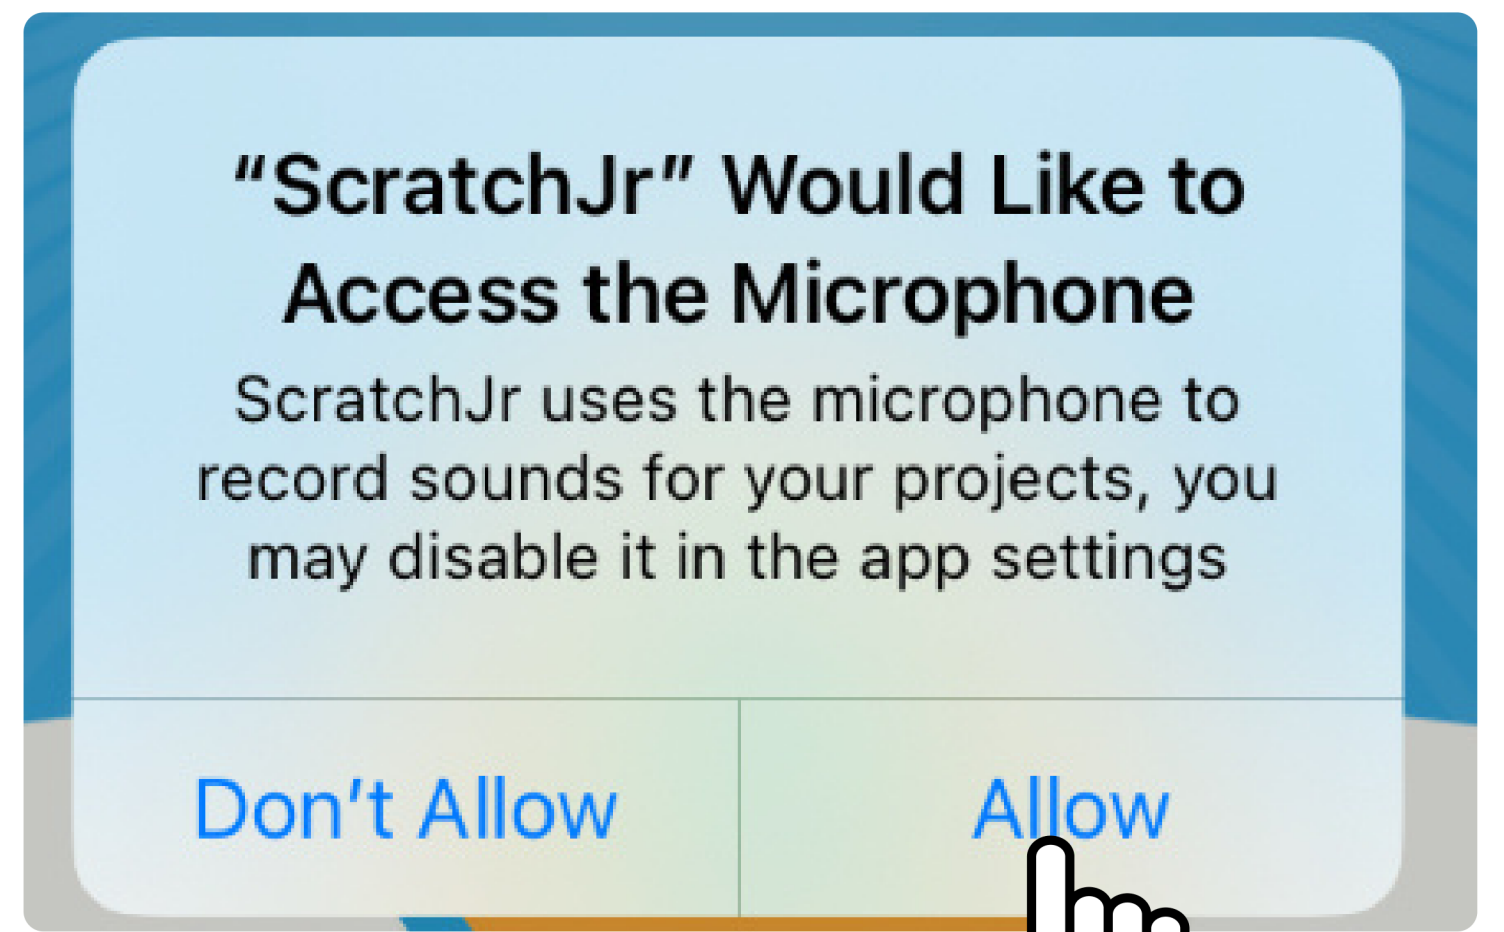 “ScratchJr” Would Like to
Access the Microphone
ScratchJr uses the microphone to
record sounds for your projects, you
may disable it in the app settings
Don’t Allow
Allow